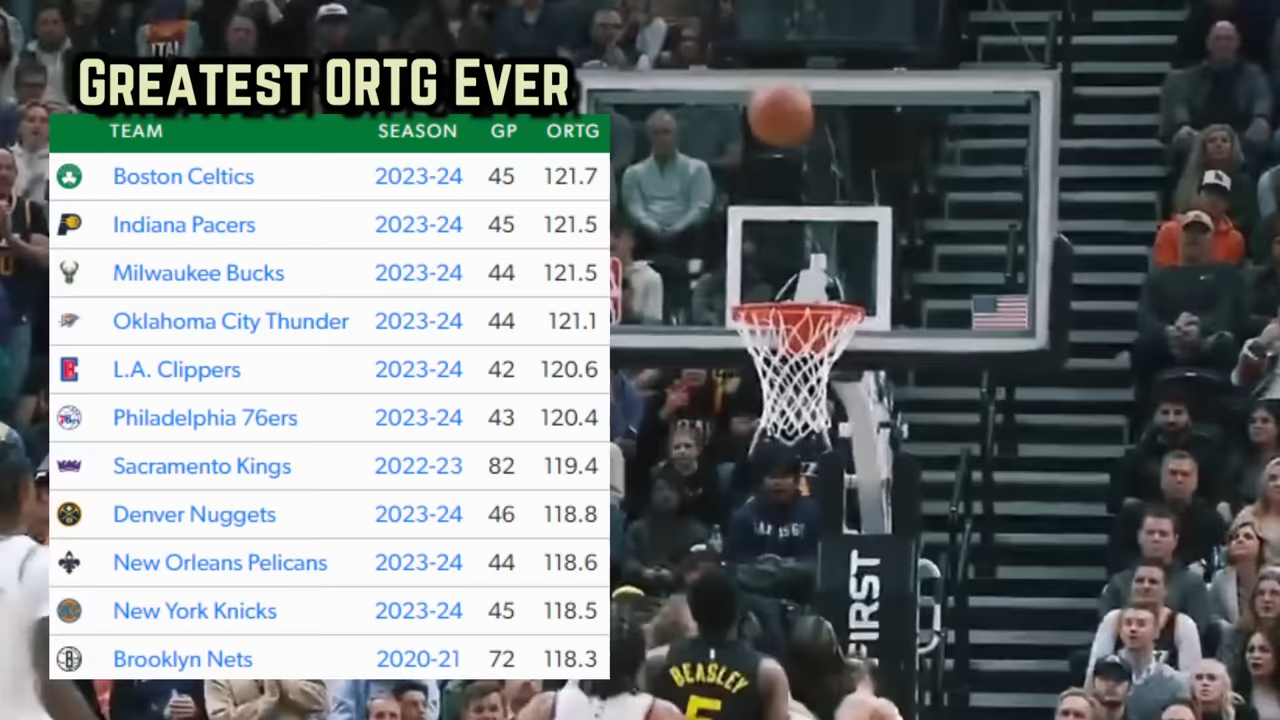 GREATEST ORTG EVER
TEAM SEASON GP ORTG
Boston Celtics 2023-24 45 121.7
Indiana Pacers 2023-24 45 121.5
Milwaukee Bucks 2023-24 44 121.5
Oklahoma City Thunder 2023-24 44 121.1
L.A. Clippers 2023-24 42 120.6
Philadelphia 76ers 2023-24 43 120.4
Sacramento Kings 2022-23 82 119.4
Denver Nuggets 2023-24 46 118.8
New Orleans Pelicans 2023-24 44 118.6
New York Knicks 2023-24 45 118.5
Brooklyn Nets 2020-21 72 118.3
FIRST
BEASLEY
5